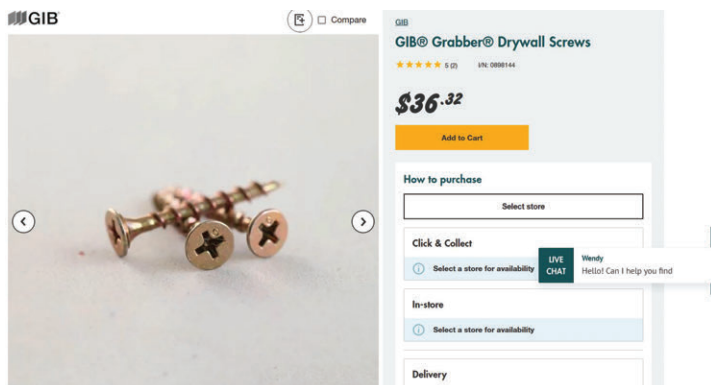 GIB
Compare
GIB
GIB® Grabber® Drywall Screws
5 (2)
I/N: 0898144
$36.32
Add to Cart
How to purchase
Select store
Click & Collect
Select a store for availability
LIVE CHAT
Wendy
Hello! Can I help you find
In-store
Select a store for availability
Delivery